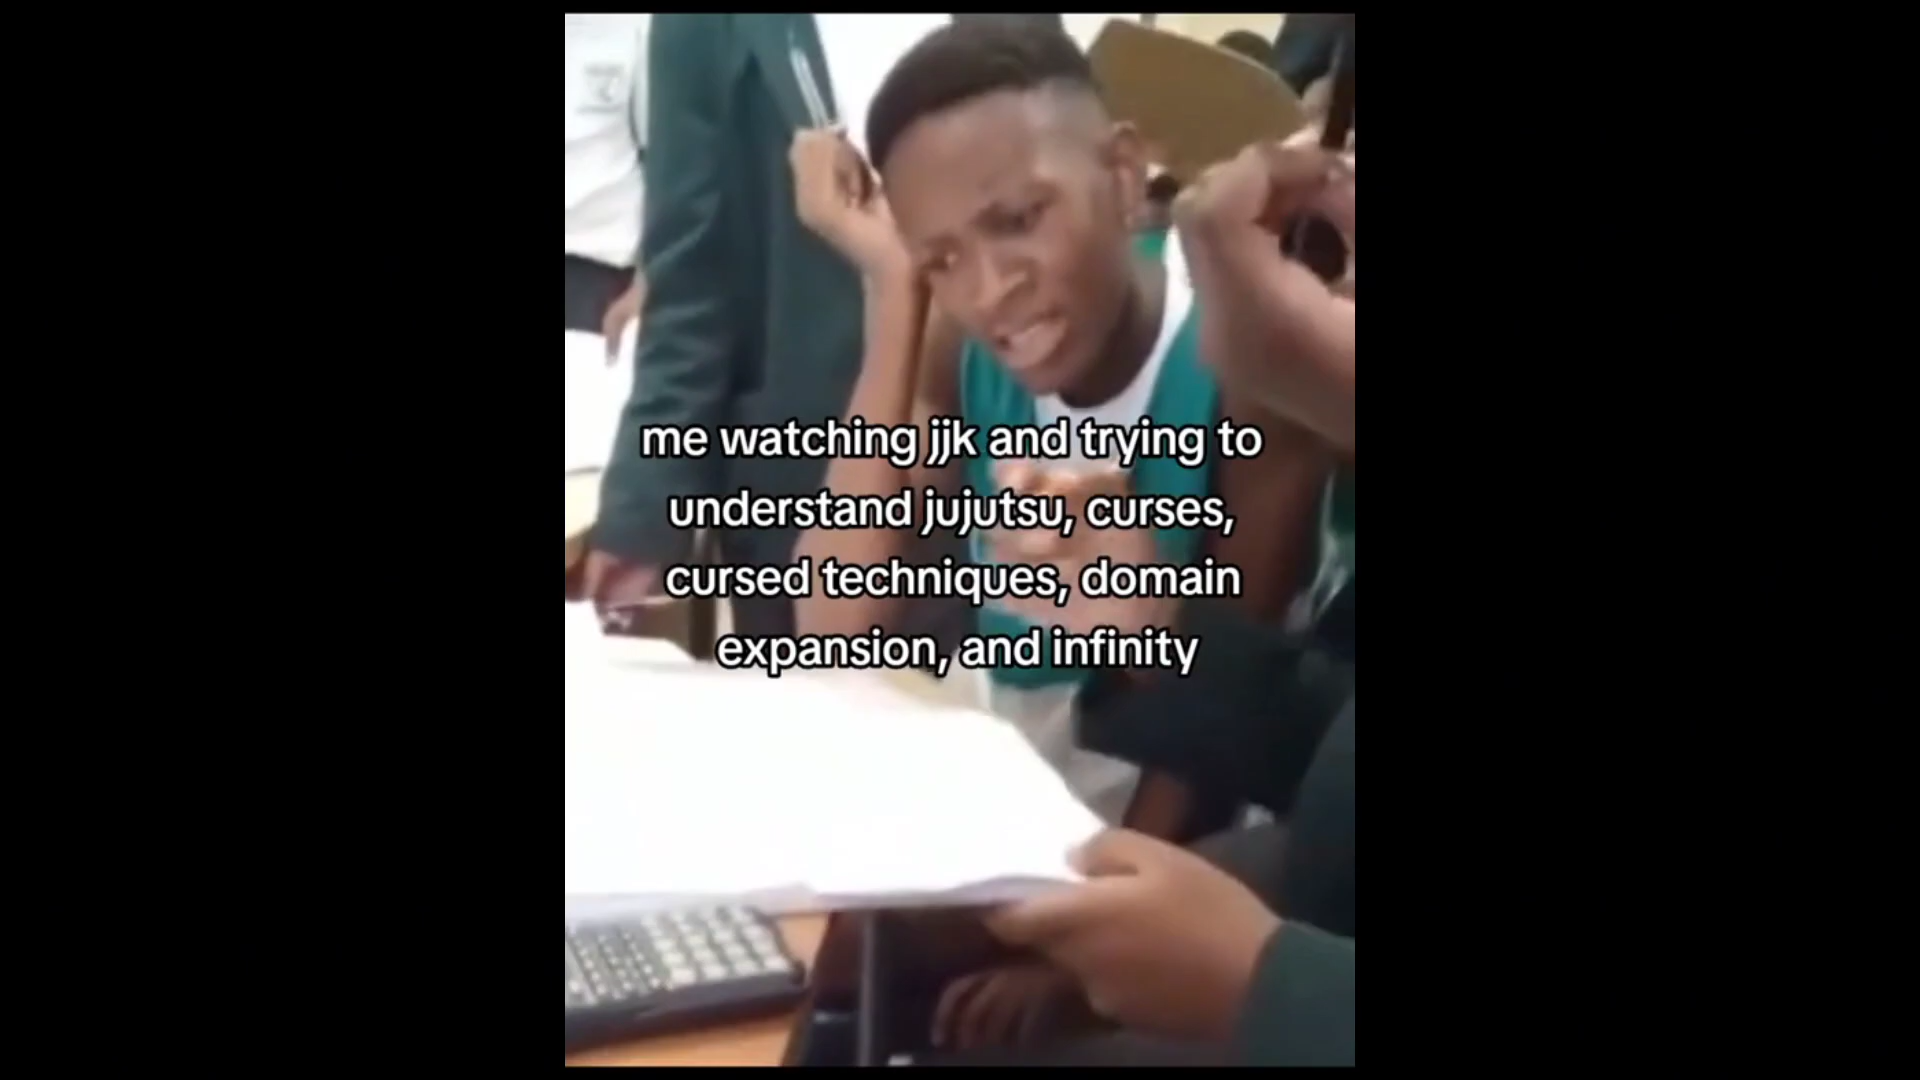 me watching jjk and trying to
understand jujutsu, curses,
cursed techniques, domain
expansion, and infinity